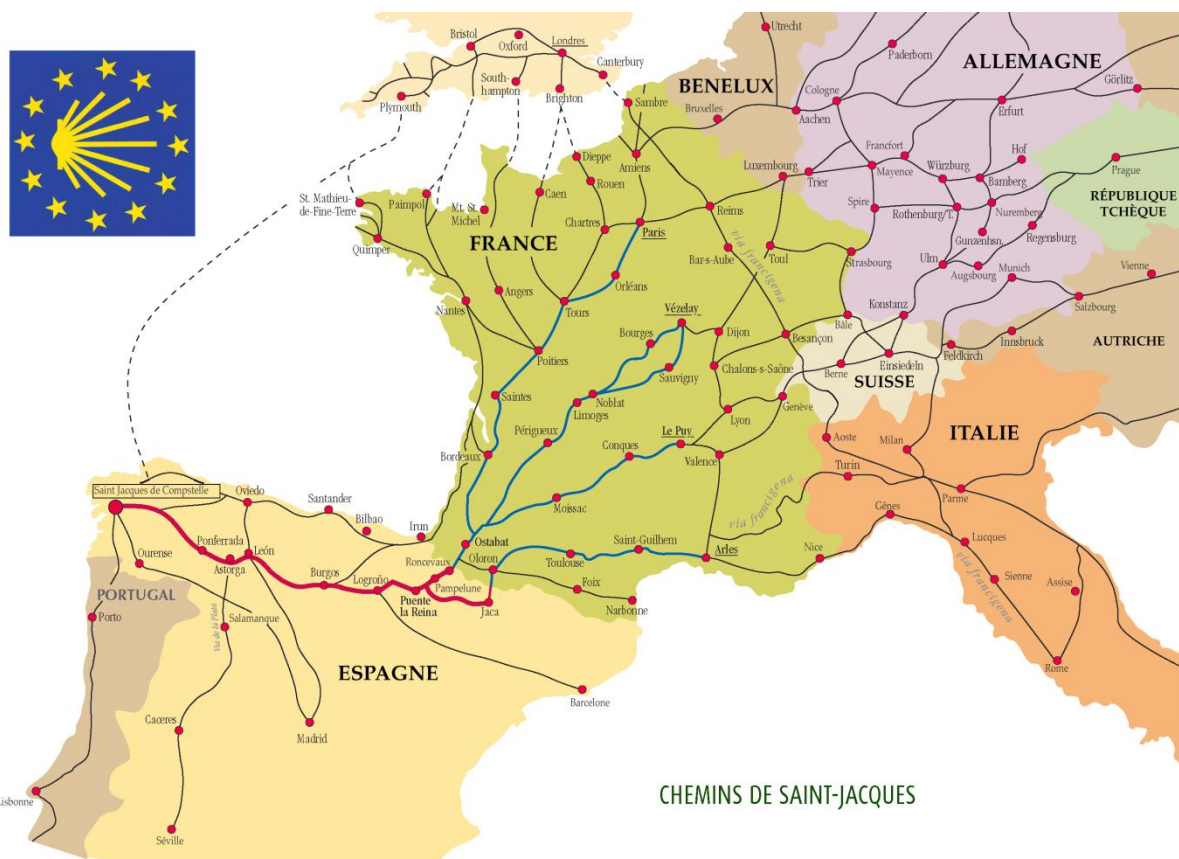 Utrecht
Bristol
Oxford
Londres
Paderborn
ALLEMAGNE
Canterbury
South-
hampton
BENELUX
Görlitz
Cologne
Plymouth
Brighton
Sambre
Bruxelles
Aachen
Erfurt
Francfort
Hof
Dieppe
Amiens
Luxembourg
Würzburg
Prague
Trier
Mayence
Bamberg
Rouen
St. Mathieu-
de-Fine-Terre
Paimpol
Mt. St.
Michel
Caen
RÉPUBLIQUE
TCHÈQUE
Reims
Spire
Rothenburg/T.
Nuremberg
Chartres
Paris
FRANCE
via francigena
Gunzenhsn.
Regensburg
Quimper
Bar-s-Aube
Toul
Strasbourg
Ulm
Augsbourg
Munich
Vienne
Orléans
Angers
Nantes
Tours
Vézelay
Konstanz
Salzbourg
Bourges
Dijon
Bâle
Besançon
Innsbruck
AUTRICHE
Poitiers
Feldkirch
Sauvigny
Chalons-s-Saône
Berne
Einsiedeln
SUISSE
Saintes
Noblat
Limoges
Genève
Lyon
Périgueux
Le Puy
ITALIE
Conques
Aoste
Milan
Bordeaux
Valence
Turin
Saint Jacques de Compstelle
Oviedo
Santander
Moissac
via francigena
Parme
Bilbao
Irun
Gênes
Ponferrada
León
Ostabat
Saint-Guilhem
Lucques
Ourense
Astorga
Oloron
Toulouse
Arles
Nice
Roncevaux
Burgos
Logroño
Pampelune
Foix
via francigena
Sienne
Assise
PORTUGAL
Puente
la Reina
Jaca
Narbonne
Porto
Salamanque
Via de la Plata
Rome
ESPAGNE
Barcelone
Caceres
Madrid
CHEMINS DE SAINT-JACQUES
Lisbonne
Séville